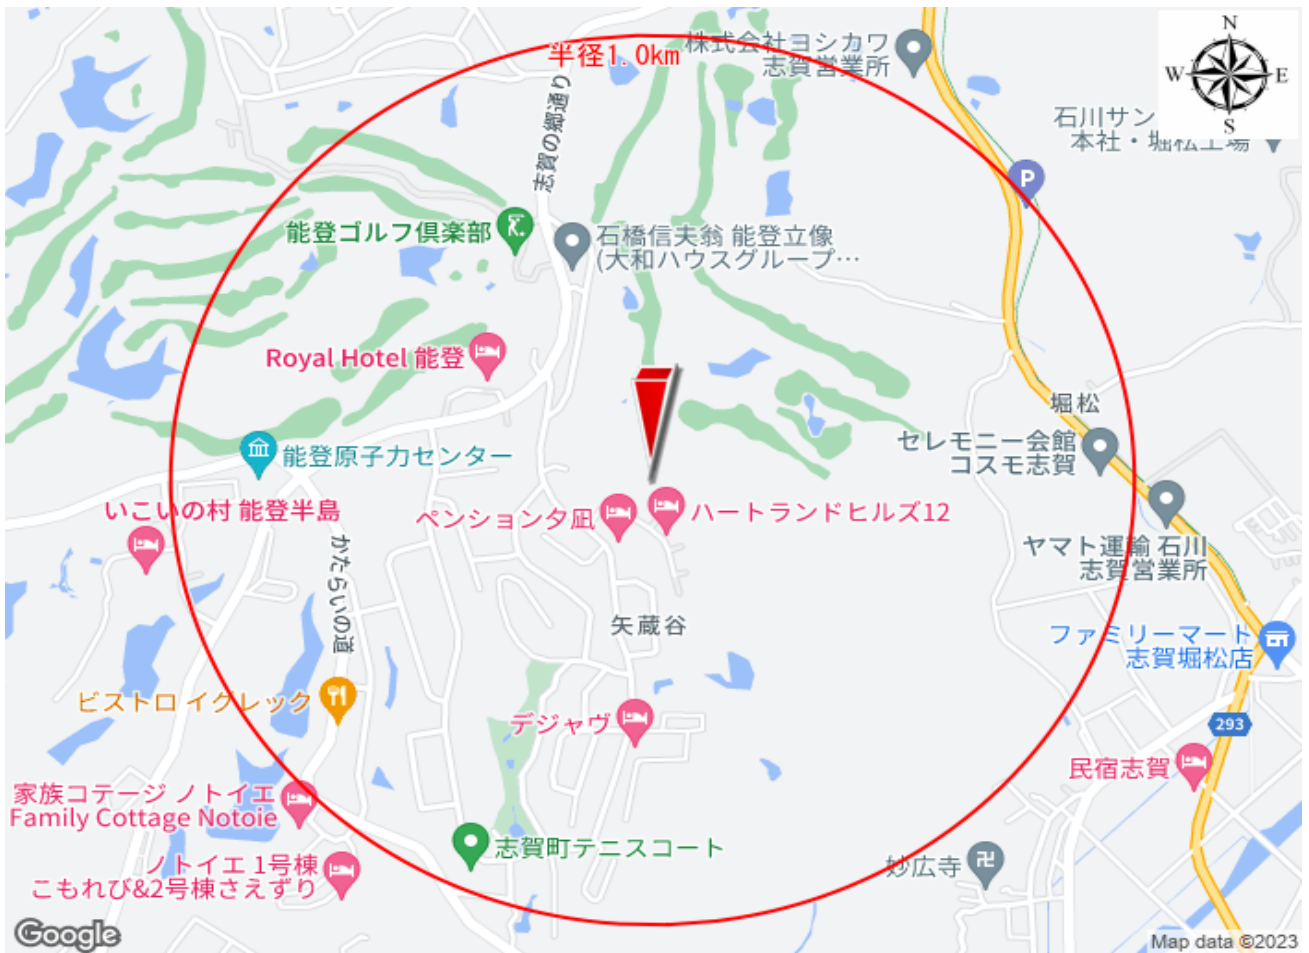 半径1.0km
株式会社ヨシカワ
志賀営業所
N
W
E
S
石川サン
本社・堀松工場
志賀の郷通り
P
能登ゴルフ倶楽部
石橋信夫翁 能登立像
(大和ハウスグループ…
Royal Hotel 能登
堀松
能登原子力センター
セレモニー会館
コスモ志賀
いこいの村 能登半島
ペンション夕凪
ハートランドヒルズ12
かたらいの道
ヤマト運輸 石川
志賀営業所
矢蔵谷
ファミリーマート
志賀堀松店
ビストロ イグレック
デジャヴ
293
民宿志賀
家族コテージ ノトイエ
Family Cottage Notoie
志賀町テニスコート
ノトイエ 1号棟
こもれび&2号棟さえずり
妙広寺
卍
Google
Map data ©2023